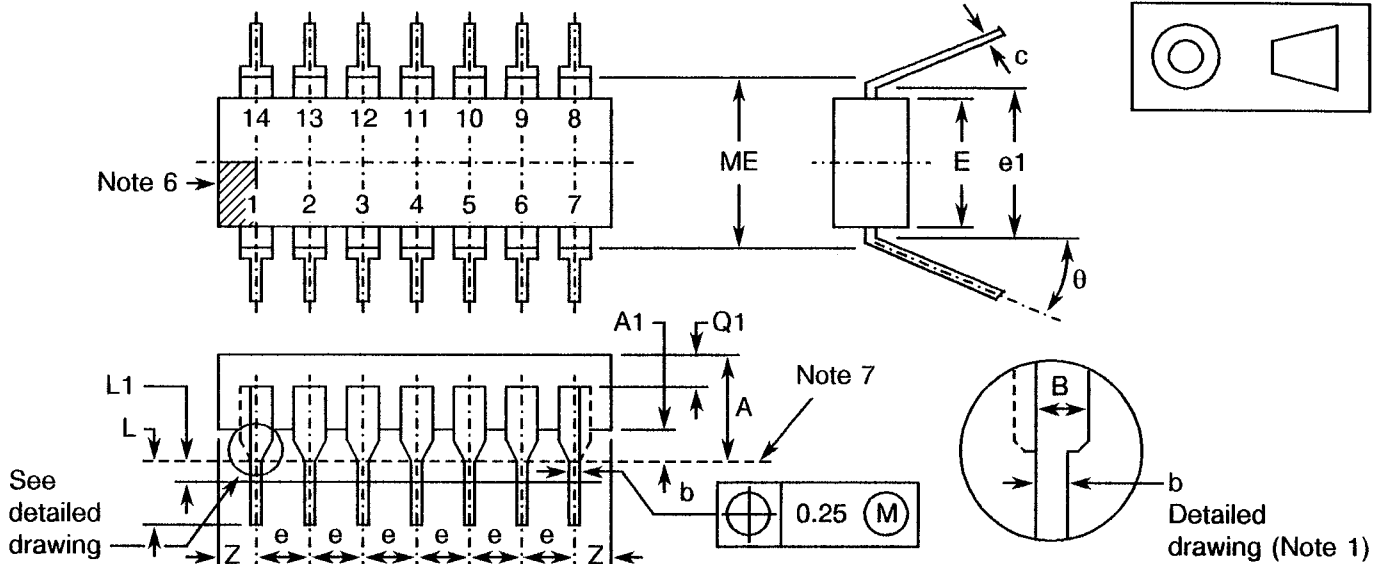 14 13 12 11 10 9 8
1 2 3 4 5 6 7
Note 6
ME
E
e1
c
θ
A1
Q1
L1
L
A
Note 7
b
0.25 M
See
detailed
drawing
Z e e e e e e Z
B
b
Detailed
drawing (Note 1)